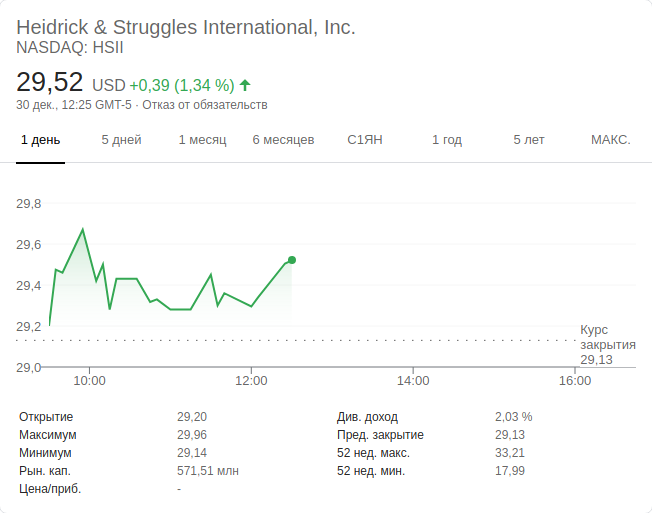 Heidrick & Struggles International, Inc.
NASDAQ: HSII
29,52 USD +0,39 (1,34 %)
30 дек., 12:25 GMT-5 · Отказ от обязательств
1 день 5 дней 1 месяц 6 месяцев С1ЯН 1 год 5 лет МАКС.
29,8
29,6
29,4
29,2
29,0
Курс
закрытия
29,13
10:00 12:00 14:00 16:00
Открытие 29,20 Див. доход 2,03 %
Максимум 29,96 Пред. закрытие 29,13
Минимум 29,14 52 нед. макс. 33,21
Рын. кап. 571,51 млн 52 нед. мин. 17,99
Цена/приб. -